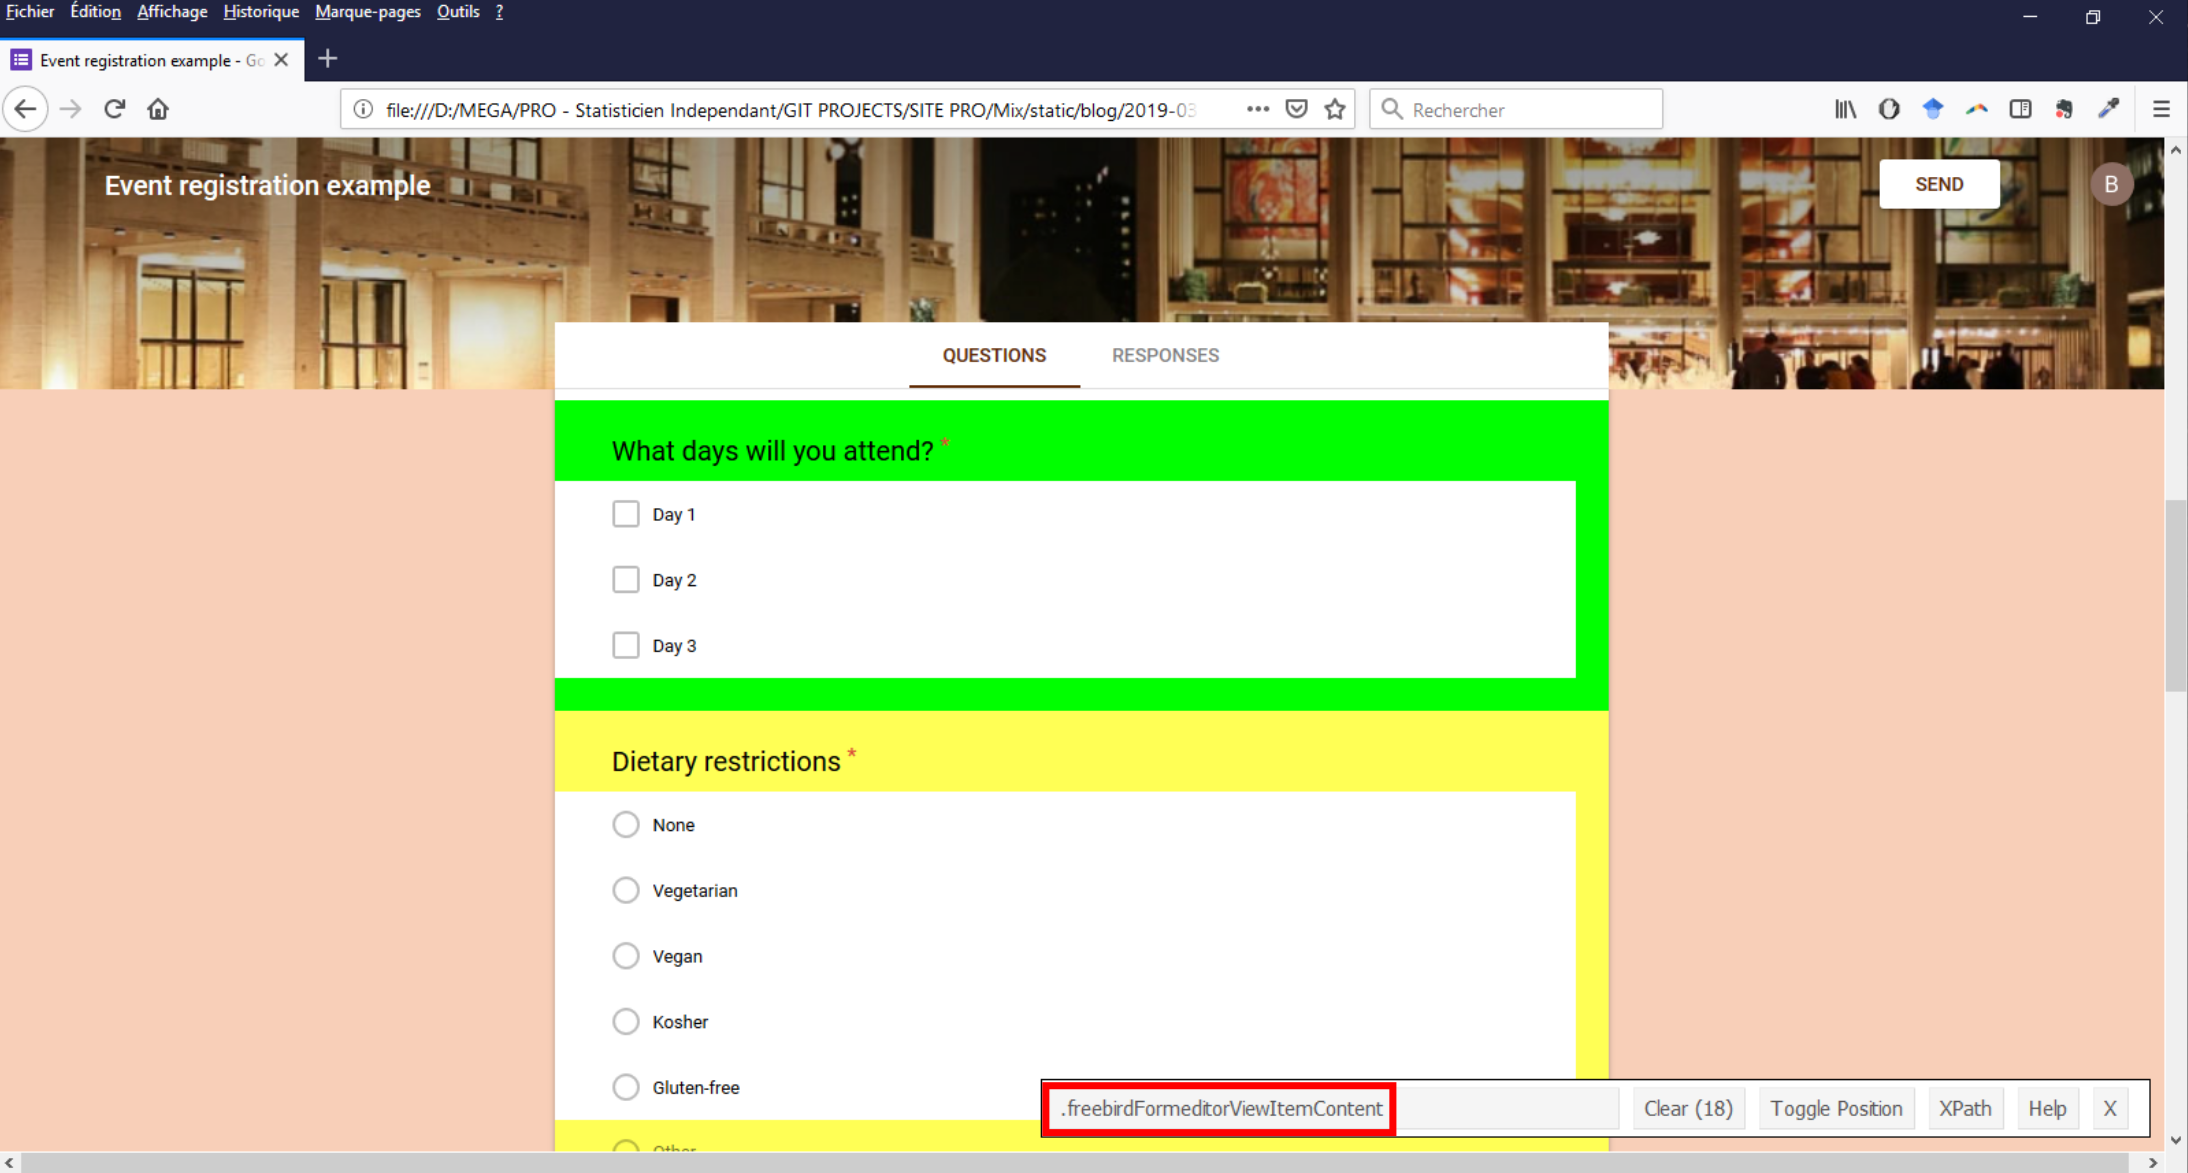 Fichier Édition Affichage Historique Marque-pages Outils ?
Event registration example - Go
file:///D:/MEGA/PRO - Statisticien Independant/GIT PROJECTS/SITE PRO/Mix/static/blog/2019-03
Rechercher
Event registration example
SEND
B
QUESTIONS RESPONSES
What days will you attend? *
Day 1
Day 2
Day 3
Dietary restrictions *
None
Vegetarian
Vegan
Kosher
Gluten-free
.freebirdFormeditorViewItemContent
Clear (18) Toggle Position XPath Help X
Other